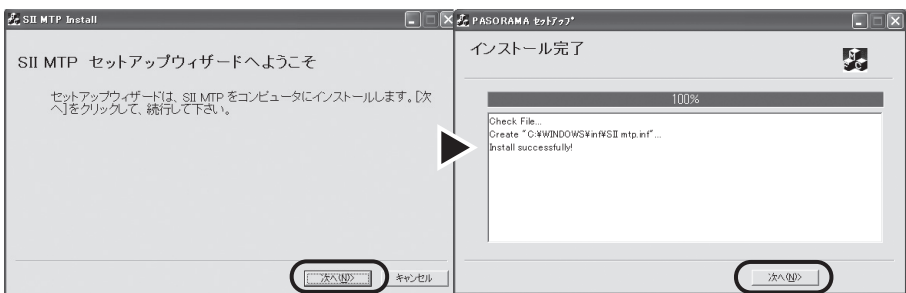 SII MTP Install
SII MTP セットアップウィザードへようこそ
セットアップウィザードは、SII MTP をコンピュータにインストールします。[次
へ]をクリックして、続行して下さい。
次へ(N)>
キャンセル
PASORAMA セットアップ
インストール完了
100%
Check File...
Create "C:¥WINDOWS¥inf¥SII mtp.inf"...
Install successfully!
次へ(N)>